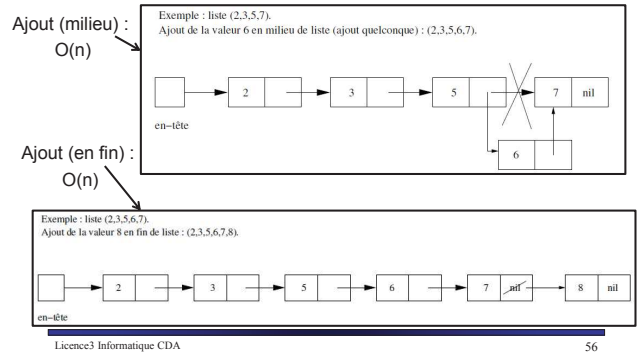 Ajout (milieu) :
O(n)
Exemple : liste (2,3,5,7).
Ajout de la valeur 6 en milieu de liste (ajout quelconque) : (2,3,5,6,7).
2 3 5 7 nil
en−tête
6
Ajout (en fin) :
O(n)
Exemple : liste (2,3,5,6,7).
Ajout de la valeur 8 en fin de liste : (2,3,5,6,7,8).
2 3 5 6 7 nil 8 nil
en−tête
Licence3 Informatique CDA 56